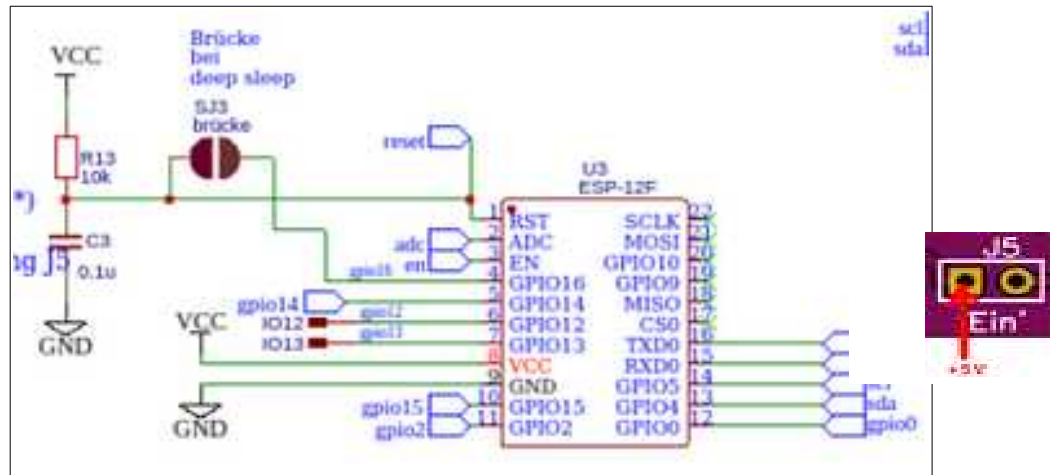 Brücke
bei
deep sleep
VCC
SJ3
brücke
scl
sda
reset
R13
10k
U3
ESP-12F
*)
C3
0.1u
ng J5
GND
1 RST SCLK 22
adc 2 ADC MOSI 21
en 3 EN GPIO10 20
gpio16 4 GPIO16 GPIO9 19
gpio14 5 GPIO14 MISO 18
IO12 gpio12 6 GPIO12 CS0 17
IO13 gpio13 7 GPIO13 TXD0 16
VCC 8 VCC RXD0 15
9 GND GPIO5 14
GND gpio15 10 GPIO15 GPIO4 13 sda
gpio2 11 GPIO2 GPIO0 12 gpio0
J5
Ein'